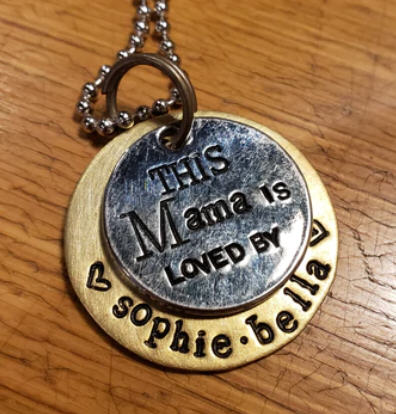 THIS
Mama Is
LOVED BY
♡ sophie·bella ♡